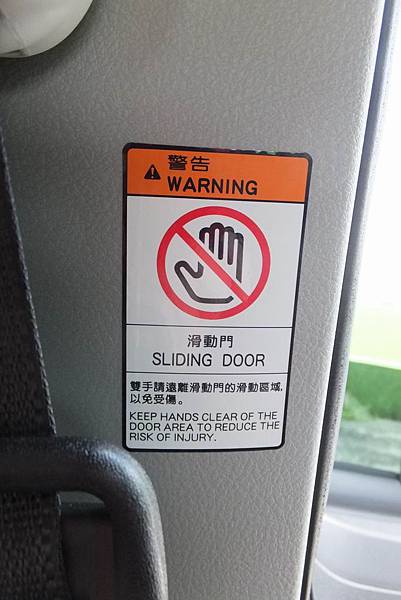 警告
WARNING
滑動門
SLIDING DOOR
雙手請遠離滑動門的滑動區域,
以免受傷。
KEEP HANDS CLEAR OF THE
DOOR AREA TO REDUCE THE
RISK OF INJURY.